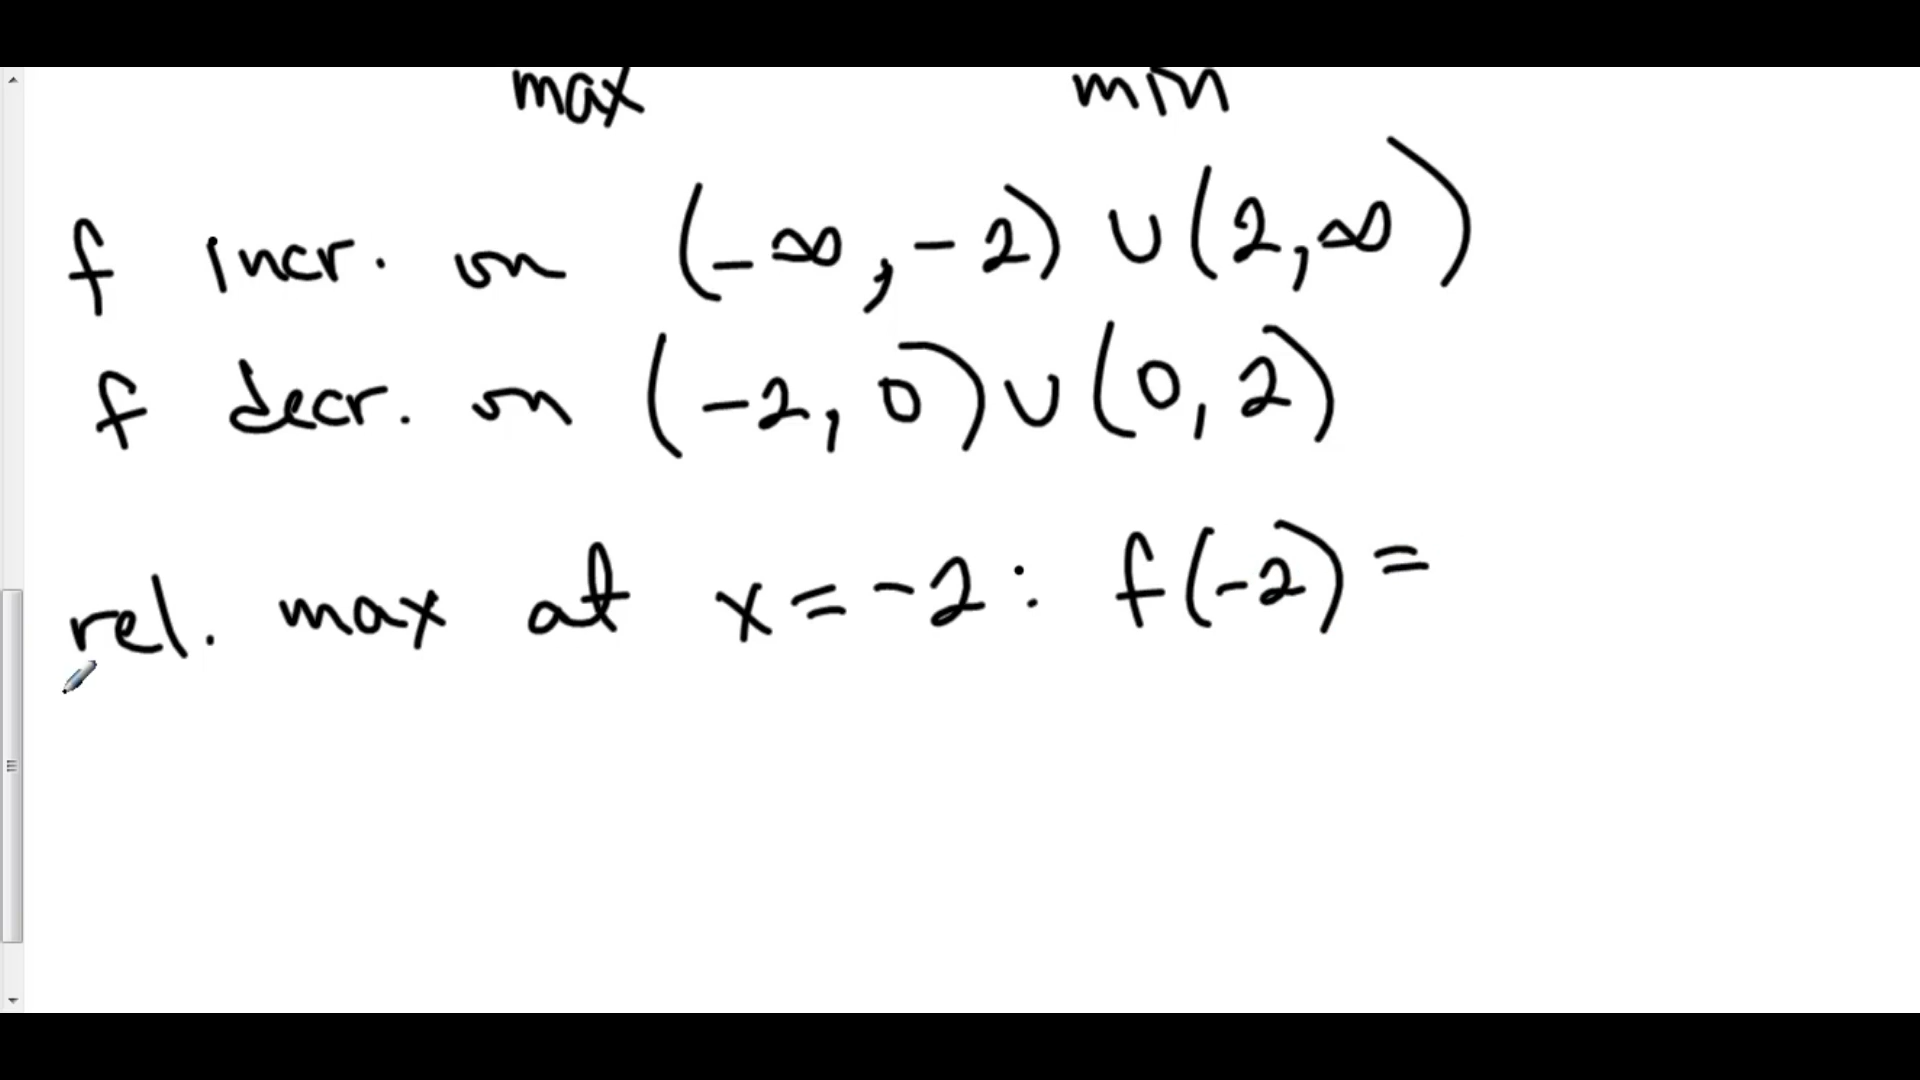 max min
f incr. on (-∞, -2) ∪ (2, ∞)
f decr. on (-2, 0) ∪ (0, 2)
rel. max at x = -2 : f(-2) =